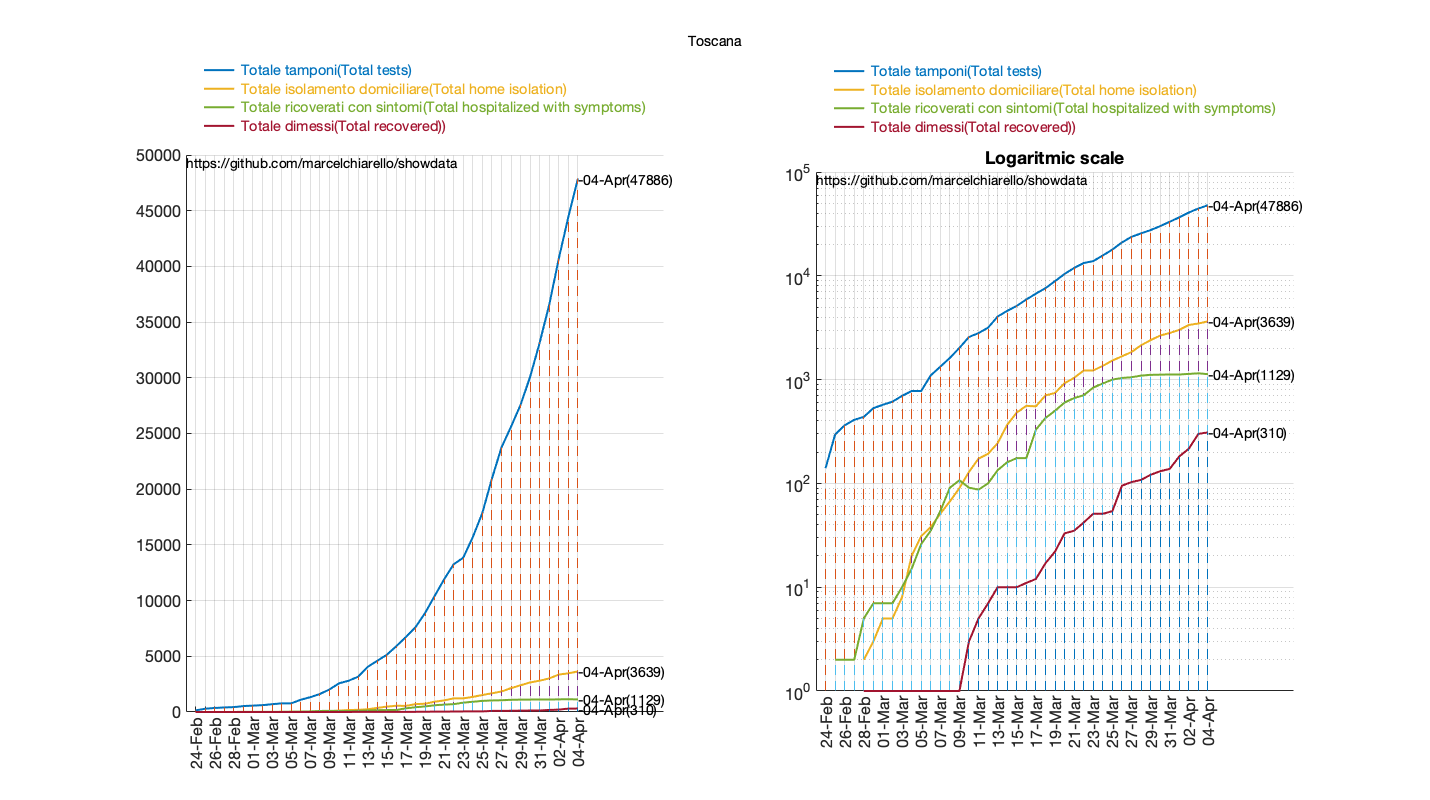 Toscana
Totale tamponi(Total tests)
Totale isolamento domiciliare(Total home isolation)
Totale ricoverati con sintomi(Total hospitalized with symptoms)
Totale dimessi(Total recovered))
https://github.com/marcelchiarello/showdata
50000
45000
40000
35000
30000
25000
20000
15000
10000
5000
0
-04-Apr(47886)
-04-Apr(3639)
-04-Apr(1129)
-04-Apr(310)
24-Feb
26-Feb
28-Feb
01-Mar
03-Mar
05-Mar
07-Mar
09-Mar
11-Mar
13-Mar
15-Mar
17-Mar
19-Mar
21-Mar
23-Mar
25-Mar
27-Mar
29-Mar
31-Mar
02-Apr
04-Apr
Totale tamponi(Total tests)
Totale isolamento domiciliare(Total home isolation)
Totale ricoverati con sintomi(Total hospitalized with symptoms)
Totale dimessi(Total recovered))
Logaritmic scale
https://github.com/marcelchiarello/showdata
10^5
10^4
10^3
10^2
10^1
10^0
-04-Apr(47886)
-04-Apr(3639)
-04-Apr(1129)
-04-Apr(310)
24-Feb
26-Feb
28-Feb
01-Mar
03-Mar
05-Mar
07-Mar
09-Mar
11-Mar
13-Mar
15-Mar
17-Mar
19-Mar
21-Mar
23-Mar
25-Mar
27-Mar
29-Mar
31-Mar
02-Apr
04-Apr